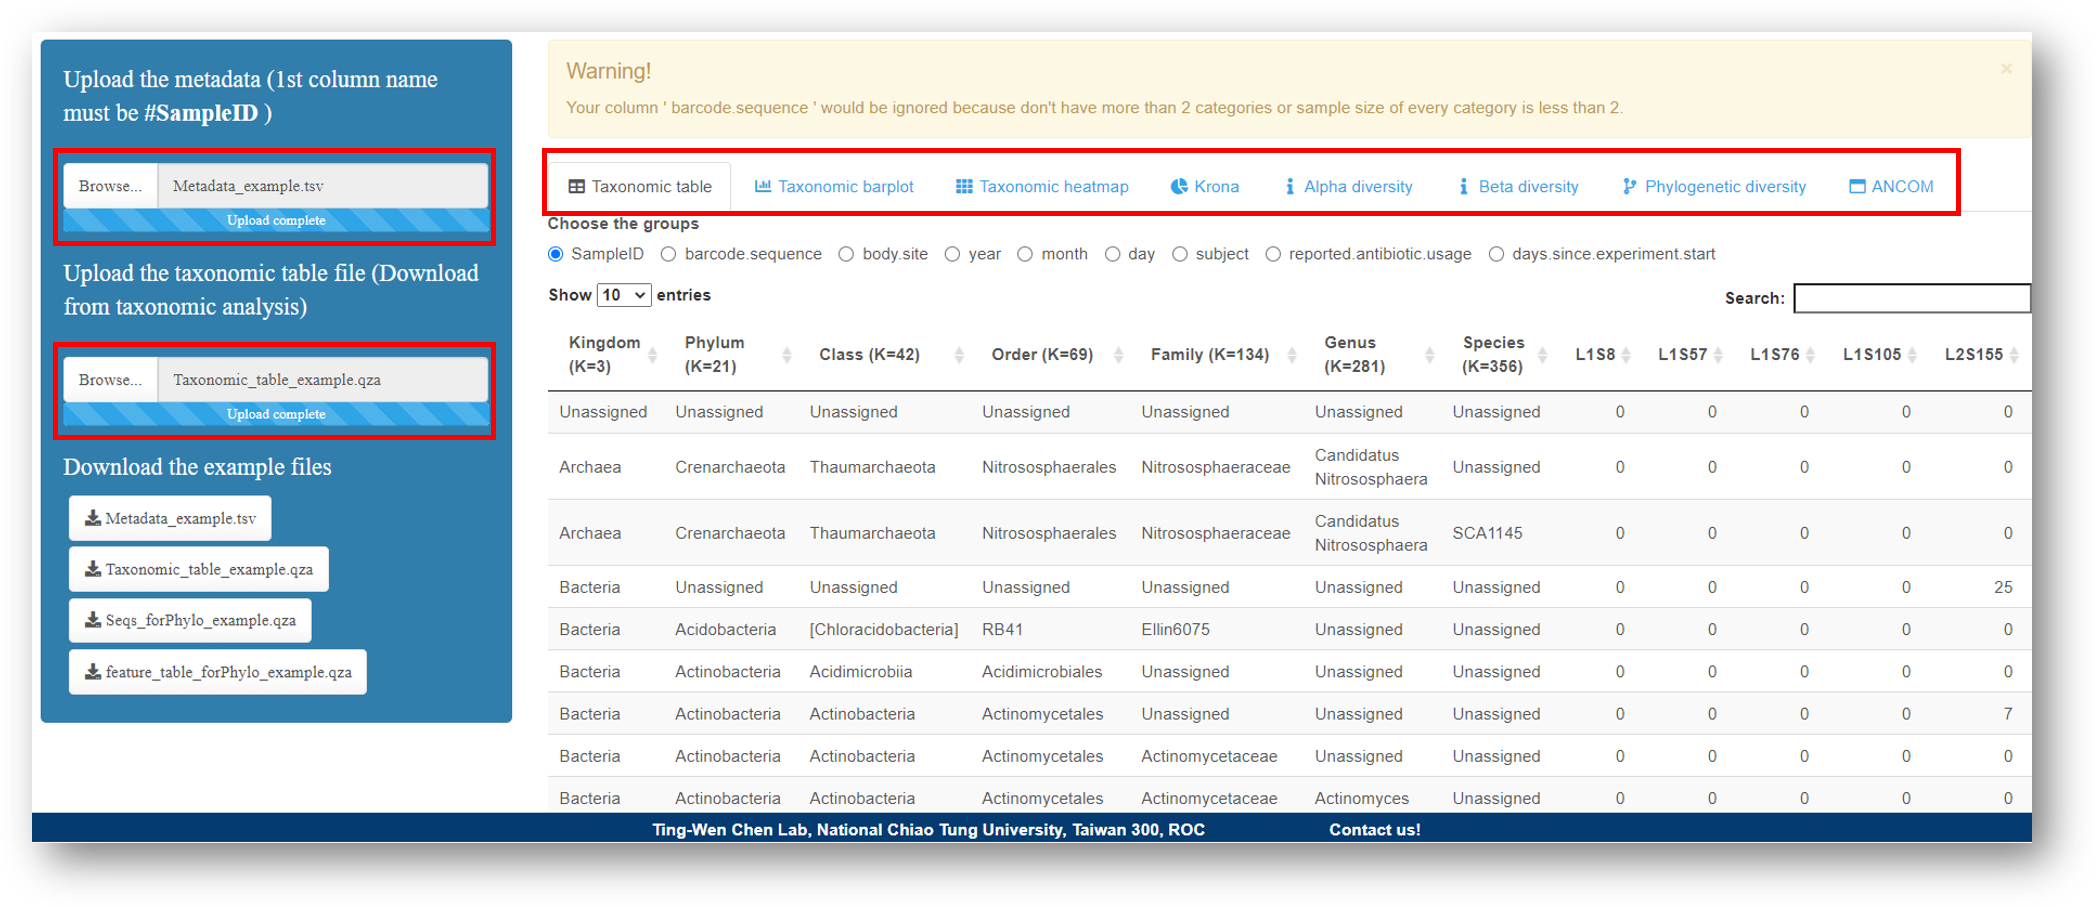 Upload the metadata (1st column name
must be #SampleID )
Browse... Metadata_example.tsv
Upload complete
Upload the taxonomic table file (Download
from taxonomic analysis)
Browse... Taxonomic_table_example.qza
Upload complete
Download the example files
Metadata_example.tsv
Taxonomic_table_example.qza
Seqs_forPhylo_example.qza
feature_table_forPhylo_example.qza
Warning! ×
Your column ' barcode.sequence ' would be ignored because don't have more than 2 categories or sample size of every category is less than 2.
Taxonomic table Taxonomic barplot Taxonomic heatmap Krona Alpha diversity Beta diversity Phylogenetic diversity ANCOM
Choose the groups
SampleID barcode.sequence body.site year month day subject reported.antibiotic.usage days.since.experiment.start
Show 10 entries Search:
Kingdom (K=3) Phylum (K=21) Class (K=42) Order (K=69) Family (K=134) Genus (K=281) Species (K=356) L1S8 L1S57 L1S76 L1S105 L2S155
Unassigned Unassigned Unassigned Unassigned Unassigned Unassigned Unassigned 0 0 0 0 0
Archaea Crenarchaeota Thaumarchaeota Nitrososphaerales Nitrososphaeraceae Candidatus Nitrososphaera Unassigned 0 0 0 0 0
Archaea Crenarchaeota Thaumarchaeota Nitrososphaerales Nitrososphaeraceae Candidatus Nitrososphaera SCA1145 0 0 0 0 0
Bacteria Unassigned Unassigned Unassigned Unassigned Unassigned Unassigned 0 0 0 0 25
Bacteria Acidobacteria [Chloracidobacteria] RB41 Ellin6075 Unassigned Unassigned 0 0 0 0 0
Bacteria Actinobacteria Acidimicrobiia Acidimicrobiales Unassigned Unassigned Unassigned 0 0 0 0 0
Bacteria Actinobacteria Actinobacteria Actinomycetales Unassigned Unassigned Unassigned 0 0 0 0 7
Bacteria Actinobacteria Actinobacteria Actinomycetales Actinomycetaceae Unassigned Unassigned 0 0 0 0 0
Bacteria Actinobacteria Actinobacteria Actinomycetales Actinomycetaceae Actinomyces Unassigned 0 0 0 0 0
Ting-Wen Chen Lab, National Chiao Tung University, Taiwan 300, ROC Contact us!